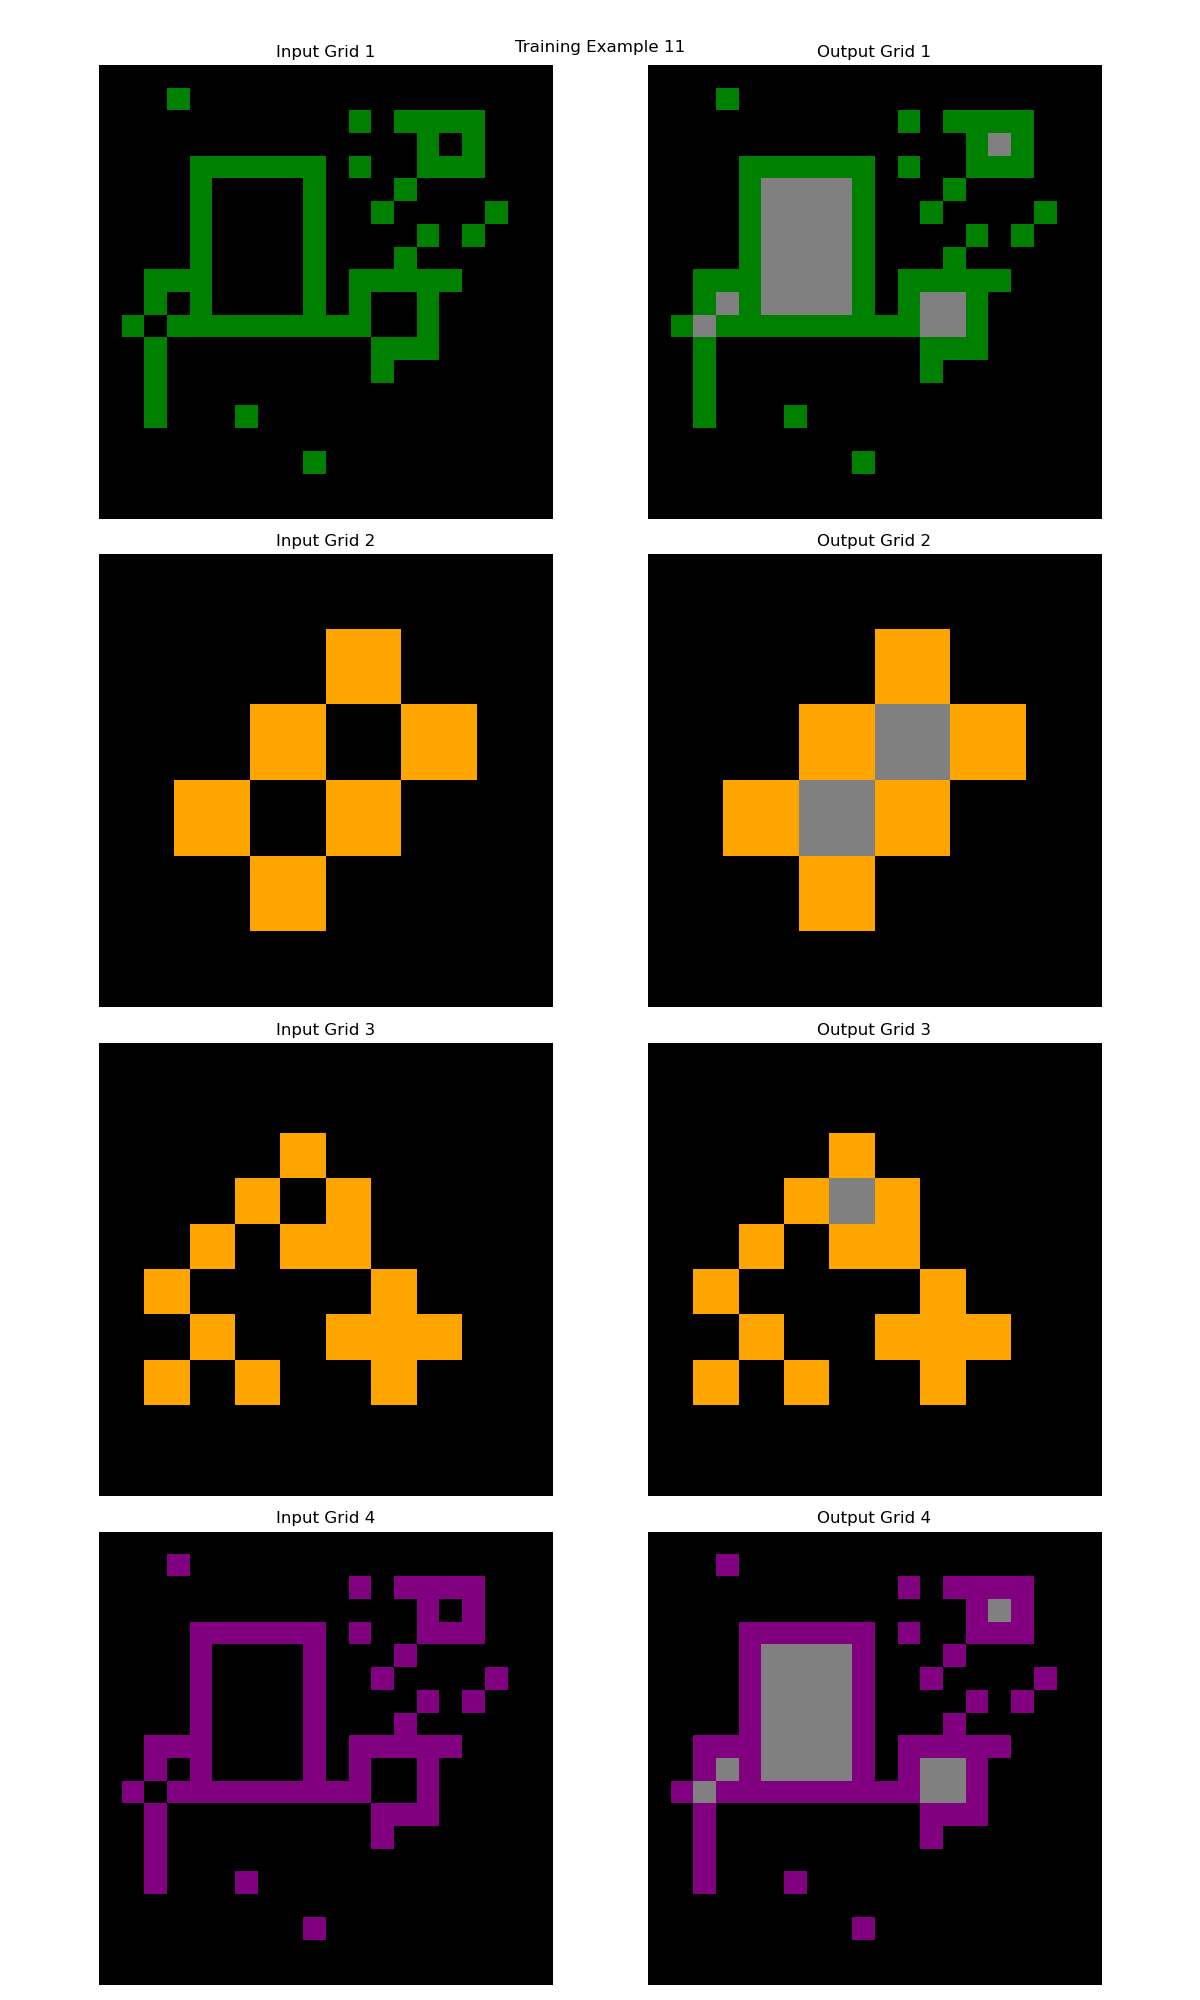 Training Example 11
Input Grid 1
Output Grid 1
Input Grid 2
Output Grid 2
Input Grid 3
Output Grid 3
Input Grid 4
Output Grid 4